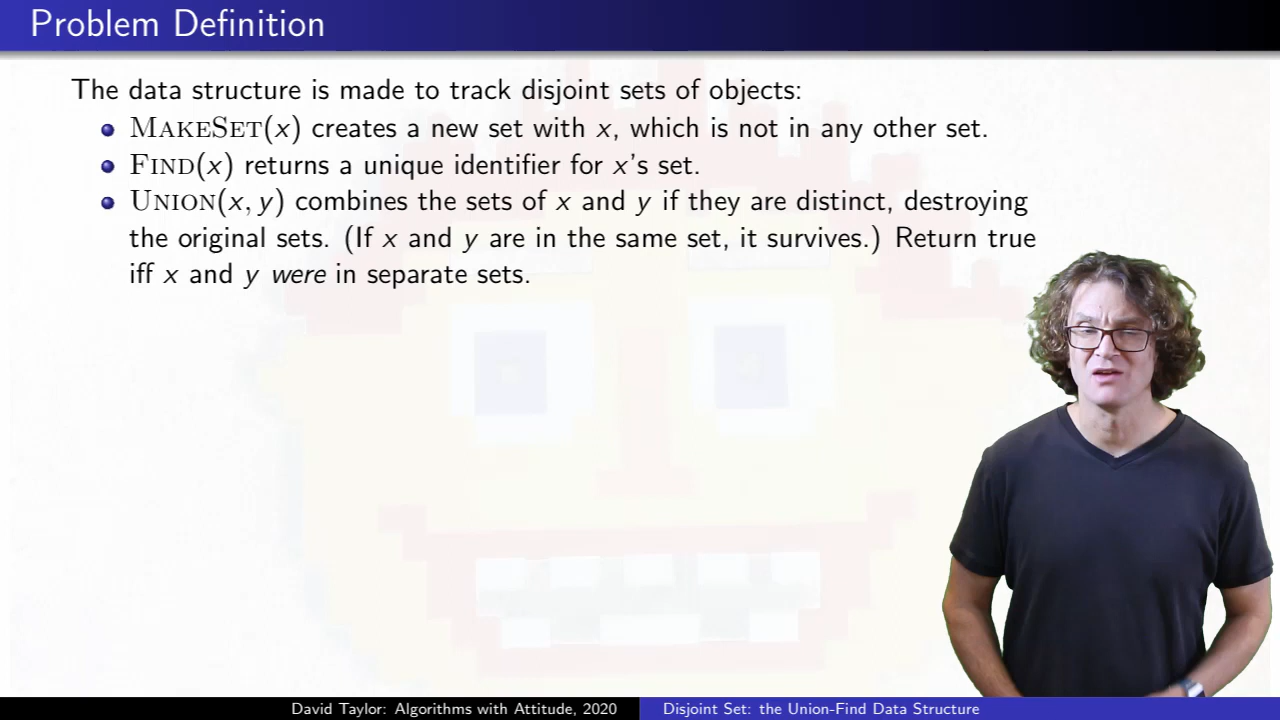 Problem Definition
The data structure is made to track disjoint sets of objects:
MakeSet(x) creates a new set with x, which is not in any other set.
Find(x) returns a unique identifier for x's set.
Union(x, y) combines the sets of x and y if they are distinct, destroying
the original sets. (If x and y are in the same set, it survives.) Return true
iff x and y were in separate sets.
David Taylor: Algorithms with Attitude, 2020
Disjoint Set: the Union-Find Data Structure